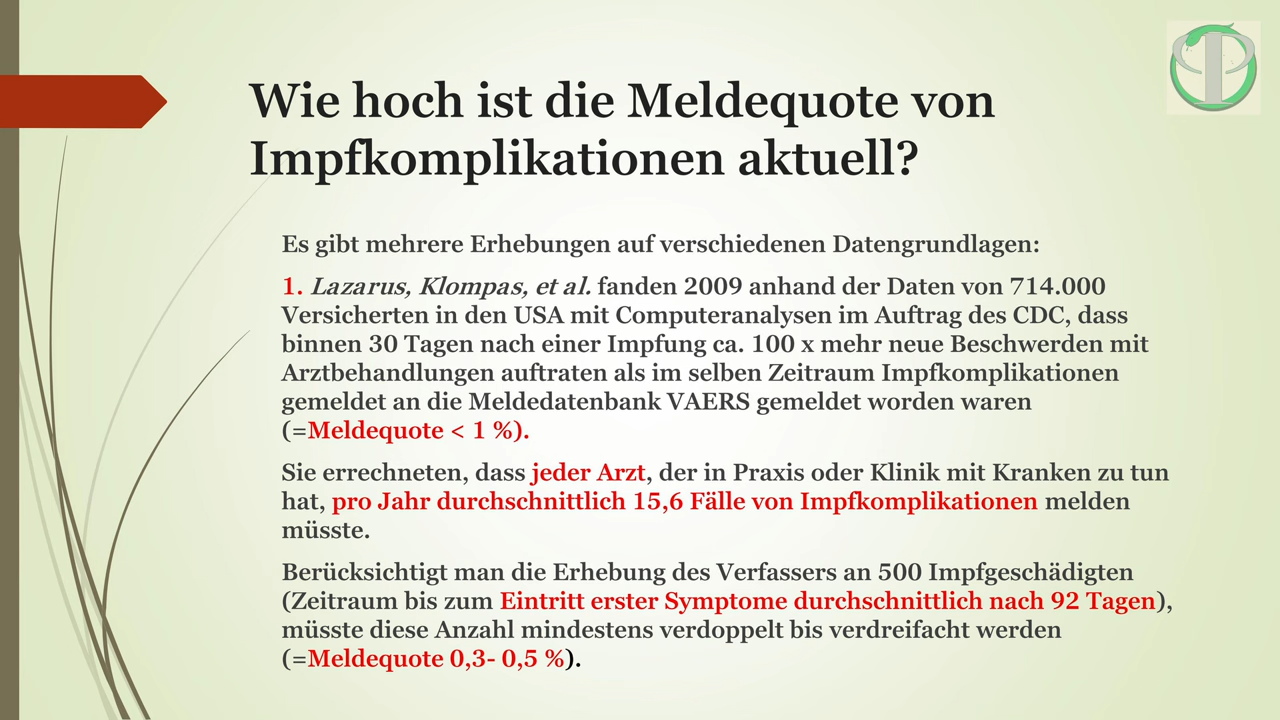 Wie hoch ist die Meldequote von
Impfkomplikationen aktuell?
Es gibt mehrere Erhebungen auf verschiedenen Datengrundlagen:
1. Lazarus, Klompas, et al. fanden 2009 anhand der Daten von 714.000
Versicherten in den USA mit Computeranalysen im Auftrag des CDC, dass
binnen 30 Tagen nach einer Impfung ca. 100 x mehr neue Beschwerden mit
Arztbehandlungen auftraten als im selben Zeitraum Impfkomplikationen
gemeldet an die Meldedatenbank VAERS gemeldet worden waren
(=Meldequote < 1 %).
Sie errechneten, dass jeder Arzt, der in Praxis oder Klinik mit Kranken zu tun
hat, pro Jahr durchschnittlich 15,6 Fälle von Impfkomplikationen melden
müsste.
Berücksichtigt man die Erhebung des Verfassers an 500 Impfgeschädigten
(Zeitraum bis zum Eintritt erster Symptome durchschnittlich nach 92 Tagen),
müsste diese Anzahl mindestens verdoppelt bis verdreifacht werden
(=Meldequote 0,3- 0,5 %).